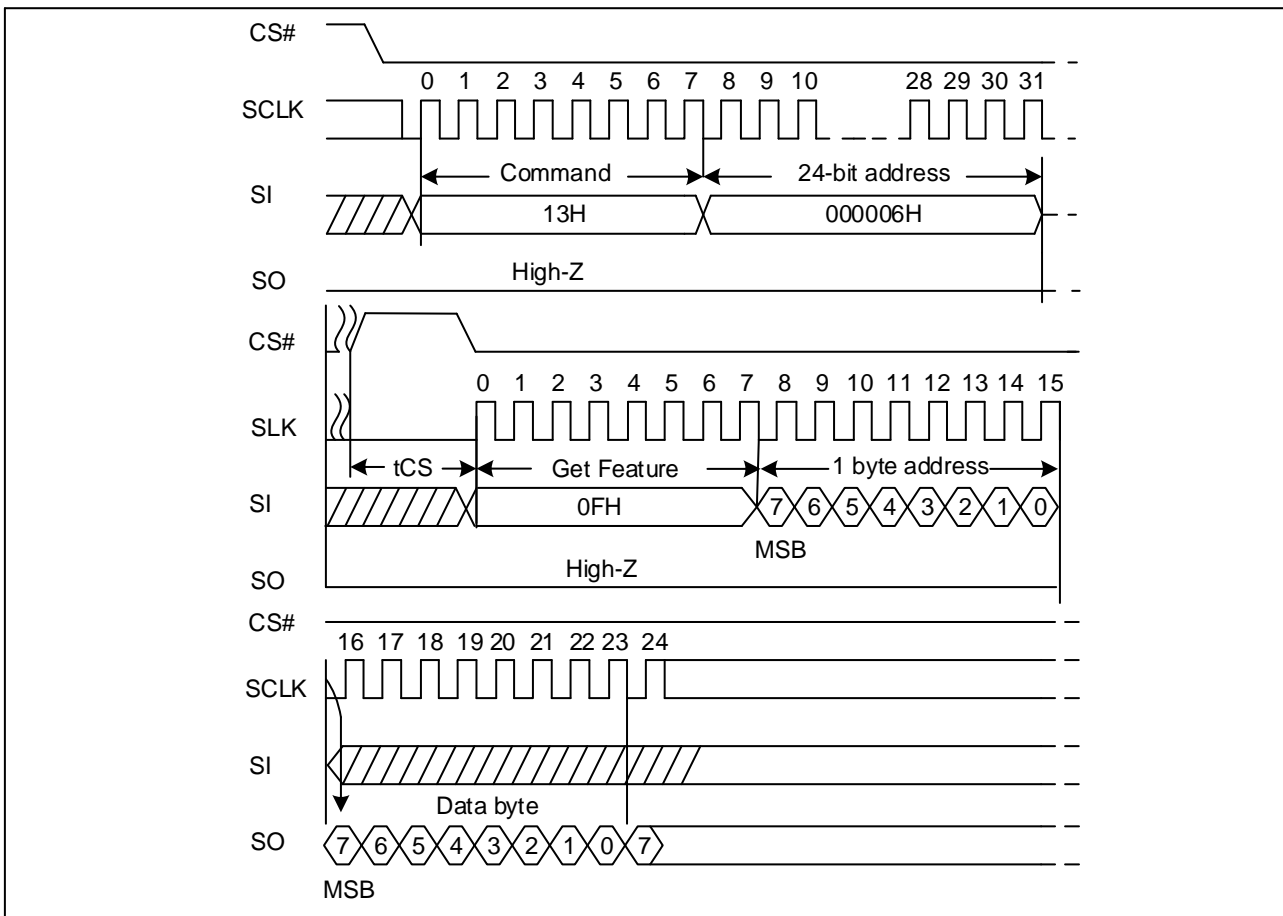 CS#
0 1 2 3 4 5 6 7 8 9 10 28 29 30 31
SCLK
Command 24-bit address
SI
13H 000006H
High-Z
SO
CS#
0 1 2 3 4 5 6 7 8 9 10 11 12 13 14 15
SLK
tCS Get Feature 1 byte address
SI 0FH 7 6 5 4 3 2 1 0
MSB
High-Z
SO
CS#
16 17 18 19 20 21 22 23 24
SCLK
SI
Data byte
SO 7 6 5 4 3 2 1 0 7
MSB